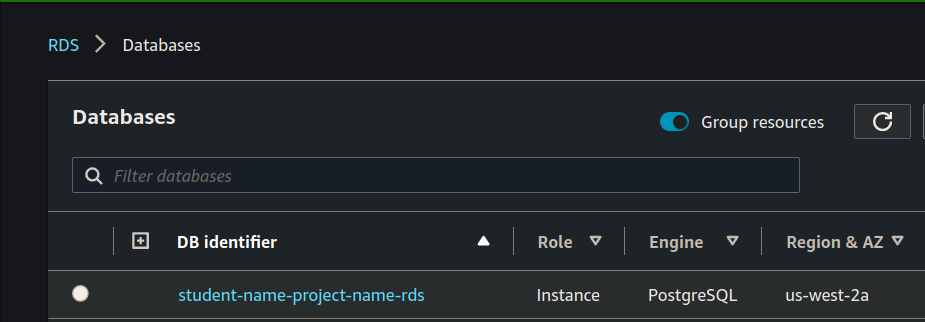 RDS > Databases
Databases
Group resources
Filter databases
DB identifier Role Engine Region & AZ
student-name-project-name-rds Instance PostgreSQL us-west-2a